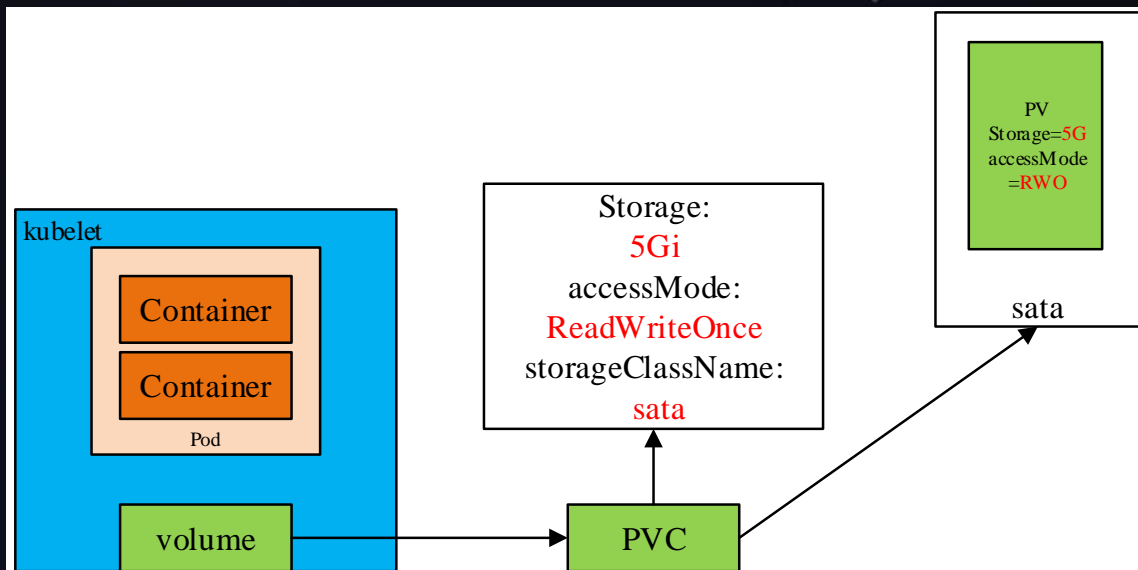 kubelet
Container
Container
Pod
volume
Storage:
5Gi
accessMode:
ReadWriteOnce
storageClassName:
sata
PVC
PV
Storage=5G
accessMode
=RWO
sata